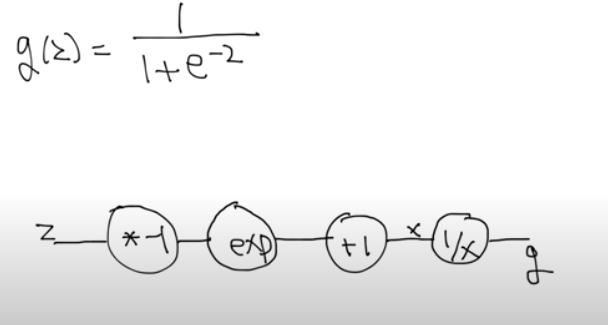 g(z) = 1 / 1+e^-z
z *-1 exp +1 x 1/x g